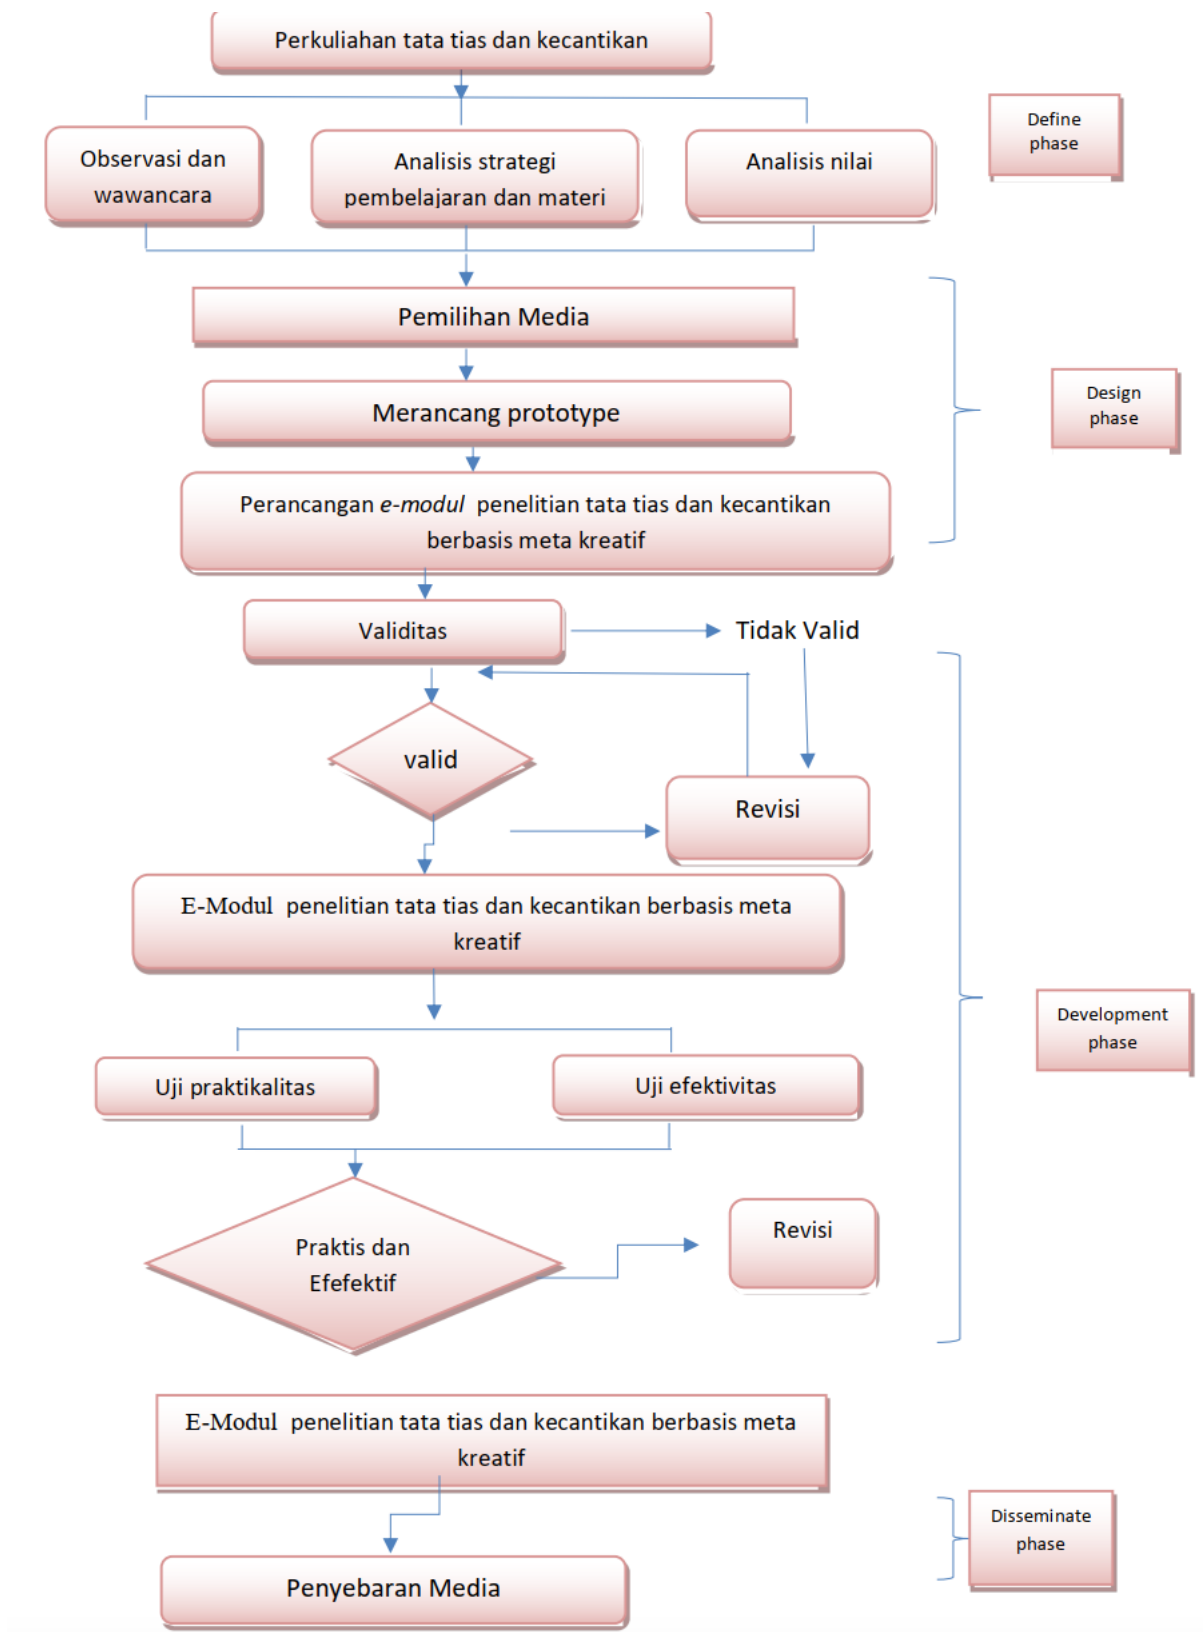 Perkuliahan tata tias dan kecantikan
Define
phase
Observasi dan
wawancara
Analisis strategi
pembelajaran dan materi
Analisis nilai
Pemilihan Media
Design
phase
Merancang prototype
Perancangan e-modul penelitian tata tias dan kecantikan
berbasis meta kreatif
Validitas
Tidak Valid
valid
Revisi
E-Modul penelitian tata tias dan kecantikan berbasis meta
kreatif
Development
phase
Uji praktikalitas
Uji efektivitas
Praktis dan
Efefektif
Revisi
E-Modul penelitian tata tias dan kecantikan berbasis meta
kreatif
Disseminate
phase
Penyebaran Media